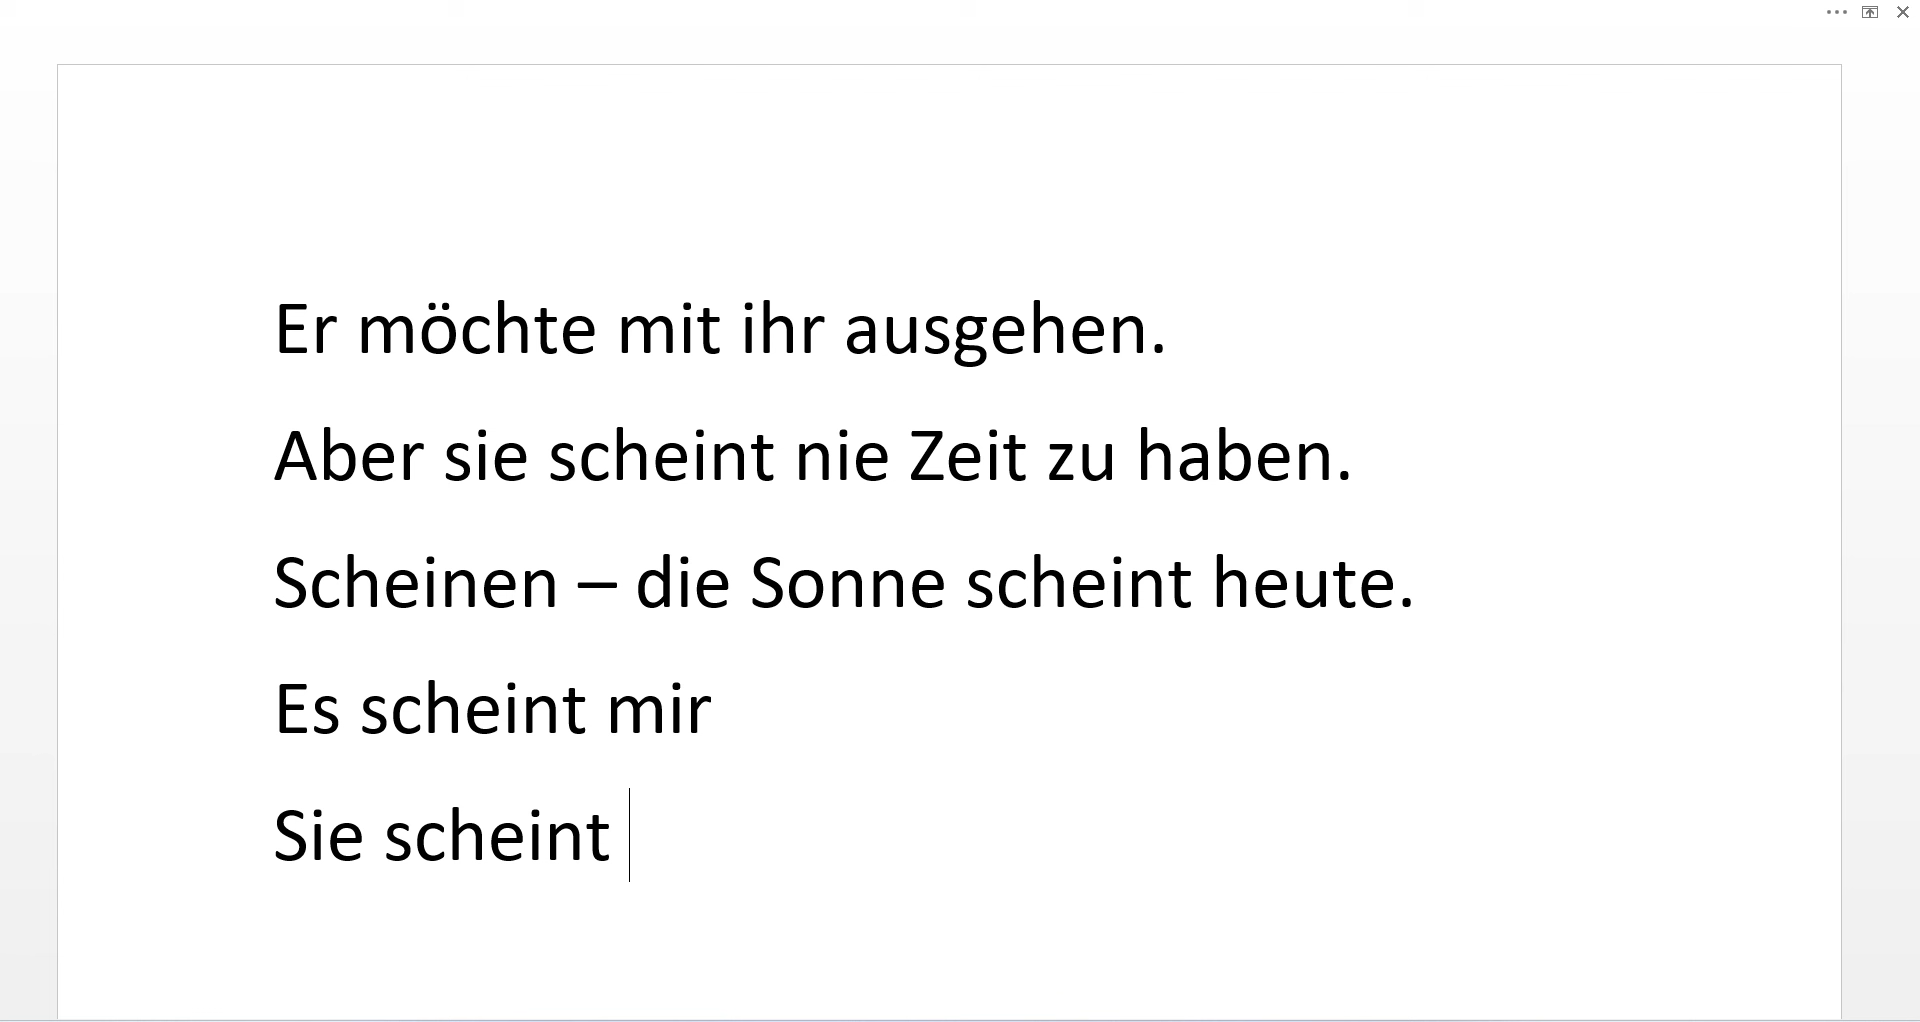 Er möchte mit ihr ausgehen.
Aber sie scheint nie Zeit zu haben.
Scheinen – die Sonne scheint heute.
Es scheint mir
Sie scheint